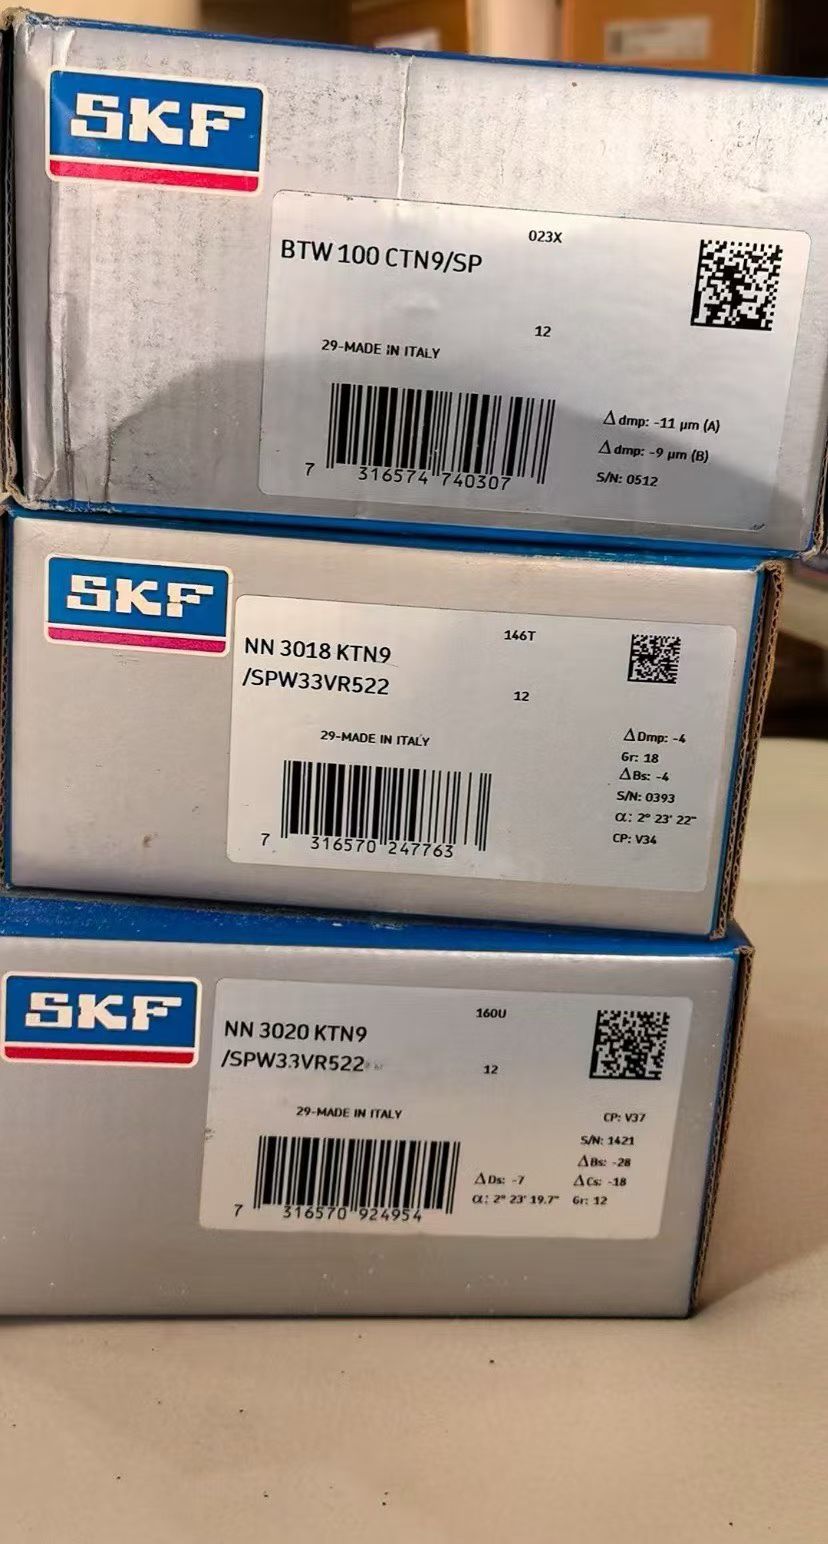 SKF
023X
BTW 100 CTN9/SP
12
29-MADE IN ITALY
Δdmp: -11 µm (A)
Δdmp: -9 µm (B)
S/N: 0512
7 316574 740307
SKF
146T
NN 3018 KTN9
/SPW33VR522
12
29-MADE IN ITALY
ΔDmp: -4
Gr: 18
ΔBs: -4
S/N: 0393
α: 2° 23' 22"
CP: V34
7 316570 247763
SKF
160U
NN 3020 KTN9
/SPW33VR522
12
29-MADE IN ITALY
CP: V37
S/N: 1421
ΔBs: -28
ΔDs: -7 ΔCs: -18
α: 2° 23' 19.7" Gr: 12
7 316570 924954